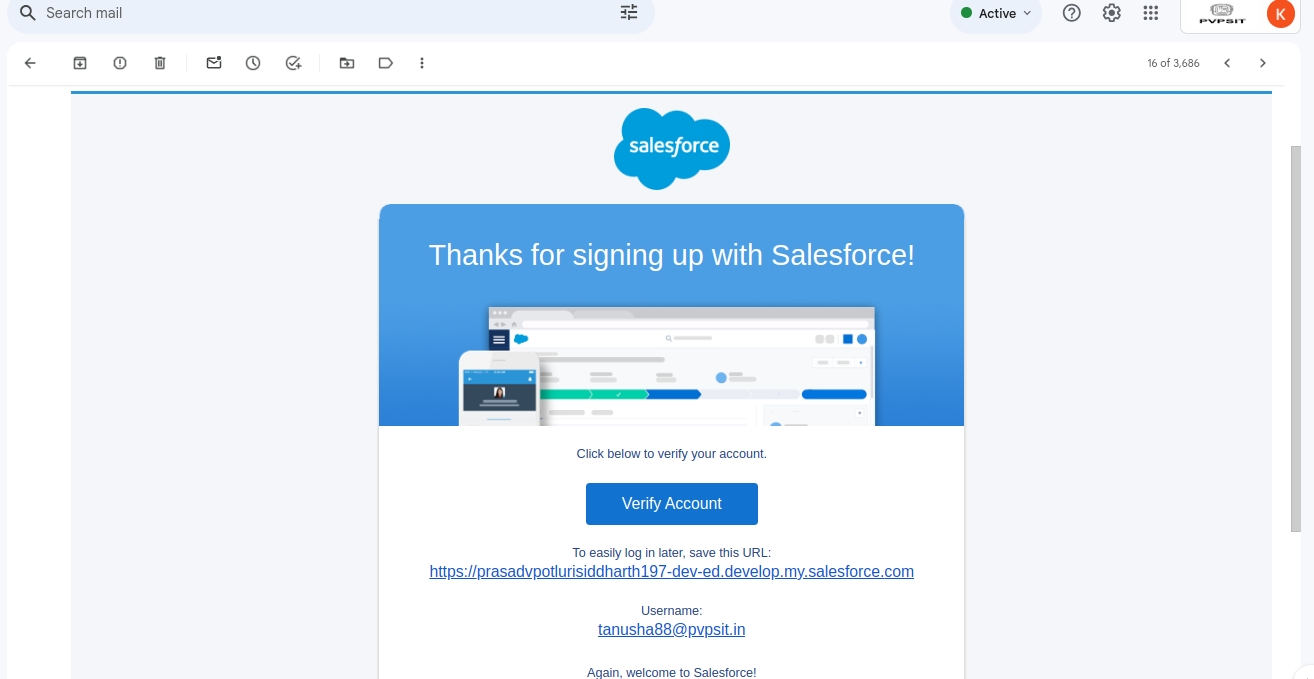 Search mail
Active
PVPSIT
K
16 of 3,686
salesforce
Thanks for signing up with Salesforce!
Click below to verify your account.
Verify Account
To easily log in later, save this URL:
https://prasadvpotlurisiddharth197-dev-ed.develop.my.salesforce.com
Username:
tanusha88@pvpsit.in
Again, welcome to Salesforce!